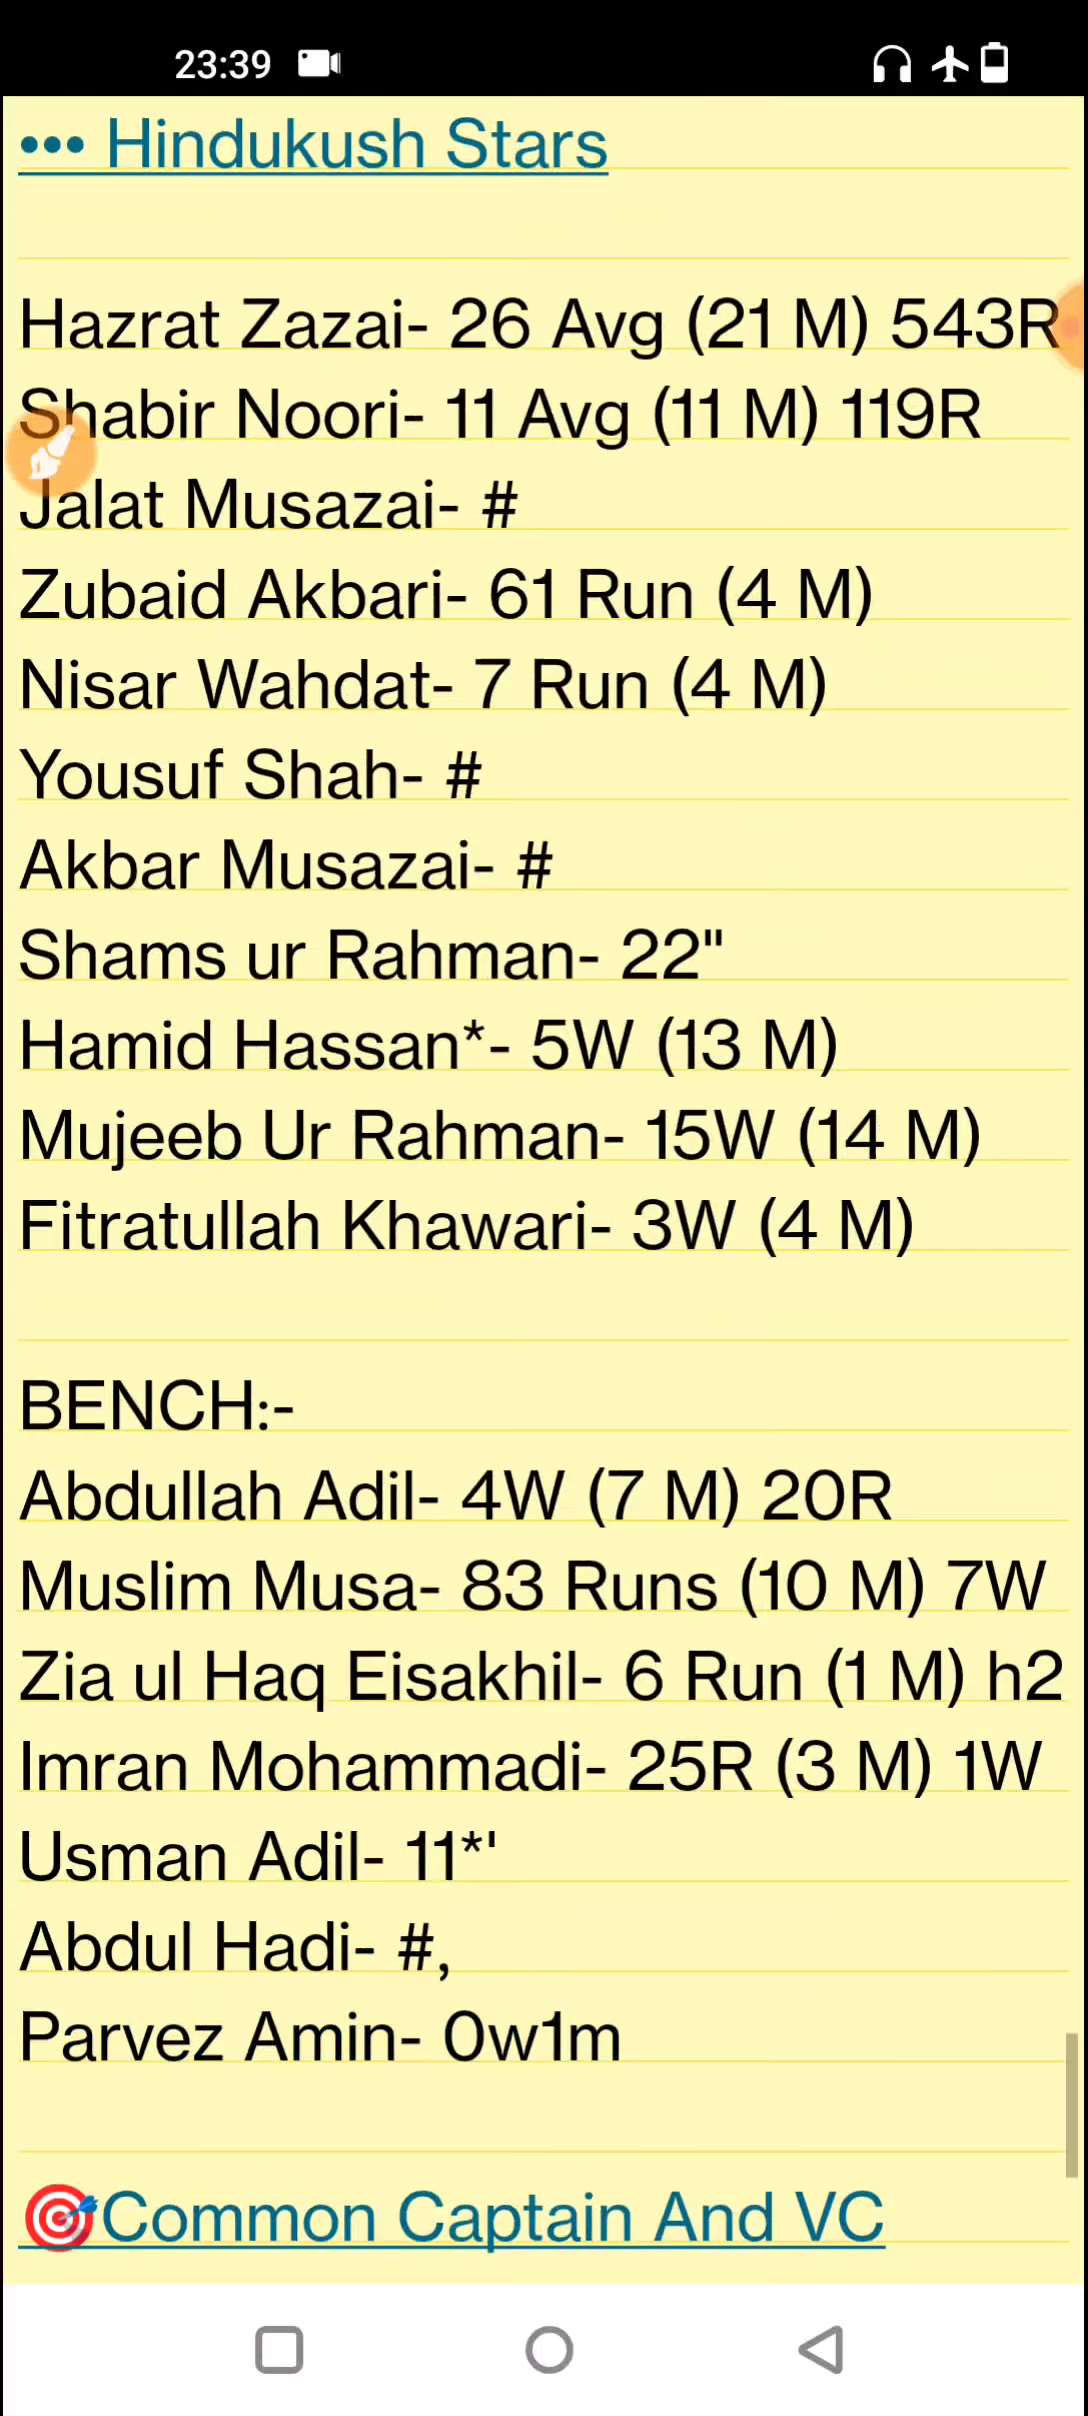 23:39
••• Hindukush Stars
Hazrat Zazai- 26 Avg (21 M) 543R
Shabir Noori- 11 Avg (11 M) 119R
Jalat Musazai- #
Zubaid Akbari- 61 Run (4 M)
Nisar Wahdat- 7 Run (4 M)
Yousuf Shah- #
Akbar Musazai- #
Shams ur Rahman- 22"
Hamid Hassan*- 5W (13 M)
Mujeeb Ur Rahman- 15W (14 M)
Fitratullah Khawari- 3W (4 M)
BENCH:-
Abdullah Adil- 4W (7 M) 20R
Muslim Musa- 83 Runs (10 M) 7W
Zia ul Haq Eisakhil- 6 Run (1 M) h2
Imran Mohammadi- 25R (3 M) 1W
Usman Adil- 11*'
Abdul Hadi- #,
Parvez Amin- 0w1m
🎯Common Captain And VC